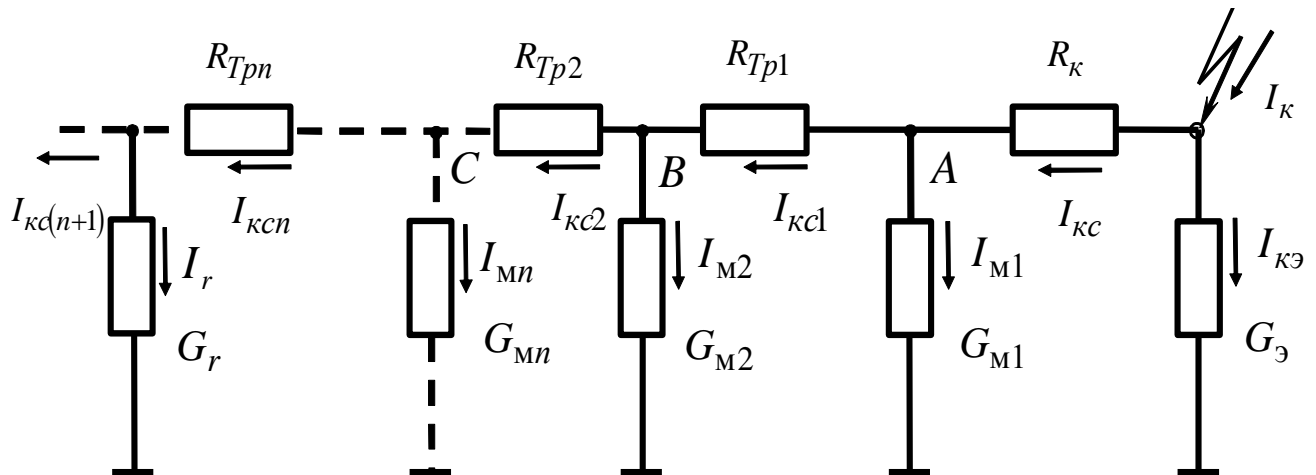 R_{Tpn} R_{Tp2} R_{Tp1} R_к I_к
C B A
I_{кс(n+1)} I_{ксn} I_{кс2} I_{кс1} I_{кс}
I_r I_{мn} I_{м2} I_{м1} I_{кэ}
G_r G_{мn} G_{м2} G_{м1} G_э